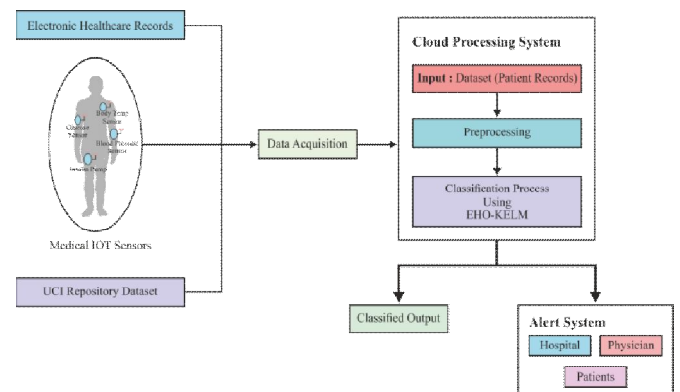 Electronic Healthcare Records
Cloud Processing System
Input : Dataset (Patient Records)
Body Temp
Sensor
Glucose
Sensor
Blood Pressure
Sensor
Insulin Pump
Data Acquisition
Preprocessing
Classification Process
Using
EHO-KELM
Medical IOT Sensors
UCI Repository Dataset
Classified Output
Alert System
Hospital
Physician
Patients